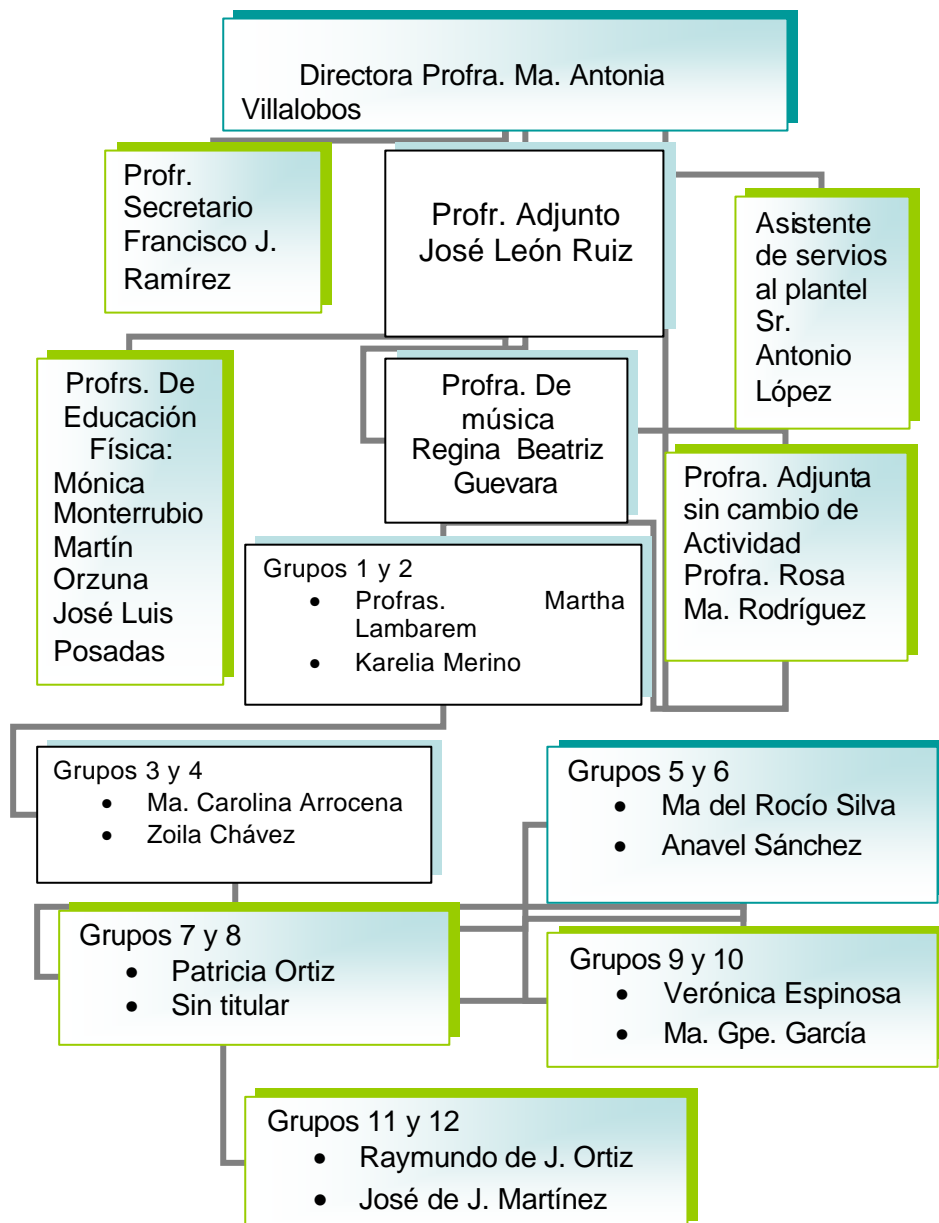 Directora Profra. Ma. Antonia
Villalobos
Profr.
Secretario
Francisco J.
Ramírez
Profr. Adjunto
José León Ruiz
Asistente
de servios
al plantel
Sr.
Antonio
López
Profrs. De
Educación
Física:
Mónica
Monterrubio
Martín
Orzuna
José Luis
Posadas
Profra. De
música
Regina Beatriz
Guevara
Profra. Adjunta
sin cambio de
Actividad
Profra. Rosa
Ma. Rodríguez
Grupos 1 y 2
• Profras. Martha
Lambarem
• Karelia Merino
Grupos 3 y 4
• Ma. Carolina Arrocena
• Zoila Chávez
Grupos 5 y 6
• Ma del Rocío Silva
• Anavel Sánchez
Grupos 7 y 8
• Patricia Ortiz
• Sin titular
Grupos 9 y 10
• Verónica Espinosa
• Ma. Gpe. García
Grupos 11 y 12
• Raymundo de J. Ortiz
• José de J. Martínez